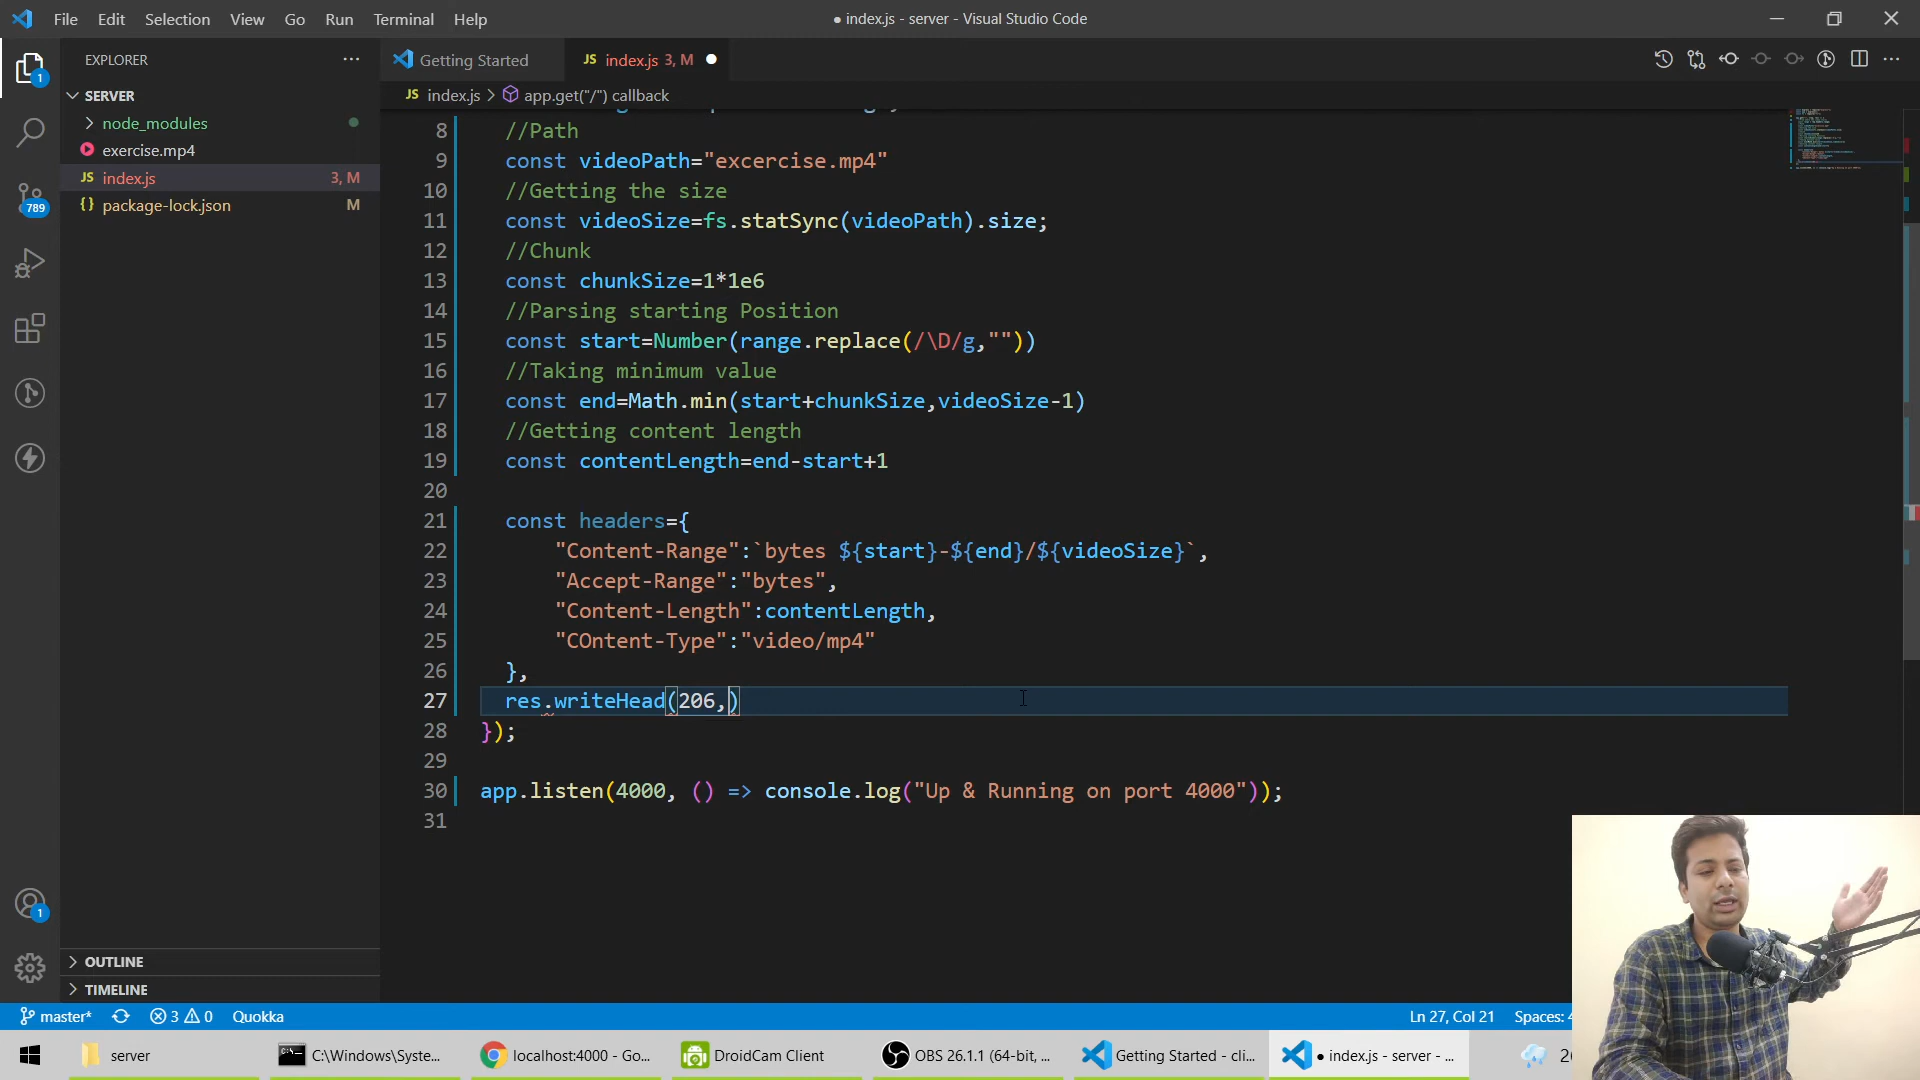 File Edit Selection View Go Run Terminal Help
● index.js - server - Visual Studio Code
EXPLORER
Getting Started
JS index.js 3, M
SERVER
JS index.js > app.get("/") callback
node_modules
exercise.mp4
JS index.js 3, M
{} package-lock.json M
1
789
8 //Path
9 const videoPath="excercise.mp4"
10 //Getting the size
11 const videoSize=fs.statSync(videoPath).size;
12 //Chunk
13 const chunkSize=1*1e6
14 //Parsing starting Position
15 const start=Number(range.replace(/\D/g,""))
16 //Taking minimum value
17 const end=Math.min(start+chunkSize,videoSize-1)
18 //Getting content length
19 const contentLength=end-start+1
20
21 const headers={
22 "Content-Range":`bytes ${start}-${end}/${videoSize}`,
23 "Accept-Range":"bytes",
24 "Content-Length":contentLength,
25 "COntent-Type":"video/mp4"
26 },
27 res.writeHead(206,)
28 });
29
30 app.listen(4000, () => console.log("Up & Running on port 4000"));
31
1
OUTLINE
TIMELINE
master* 3 0 Quokka
Ln 27, Col 21 Spaces:
server
C:\Windows\Syste...
localhost:4000 - Go...
DroidCam Client
OBS 26.1.1 (64-bit, ...
Getting Started - cli...
● index.js - server - ...